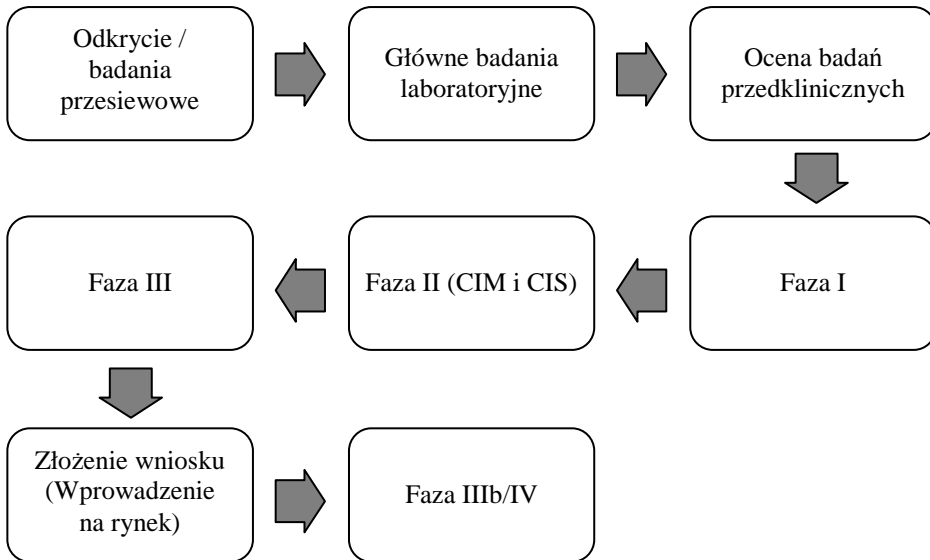 Odkrycie /
badania
przesiewowe
Główne badania
laboratoryjne
Ocena badań
przedklinicznych
Faza I
Faza II (CIM i CIS)
Faza III
Złożenie wniosku
(Wprowadzenie
na rynek)
Faza IIIb/IV